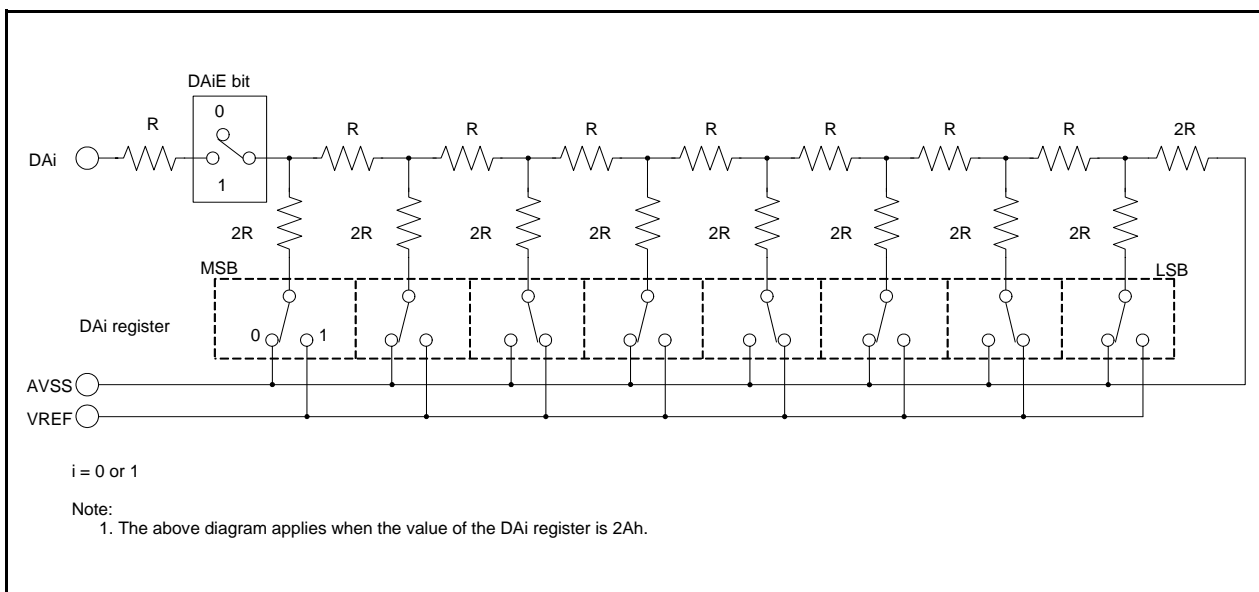 DAiE bit
0
R
R
R
R
R
R
R
R
2R
DAi
1
2R
2R
2R
2R
2R
2R
2R
2R
MSB
LSB
DAi register
0
1
AVSS
VREF
i = 0 or 1
Note:
1. The above diagram applies when the value of the DAi register is 2Ah.